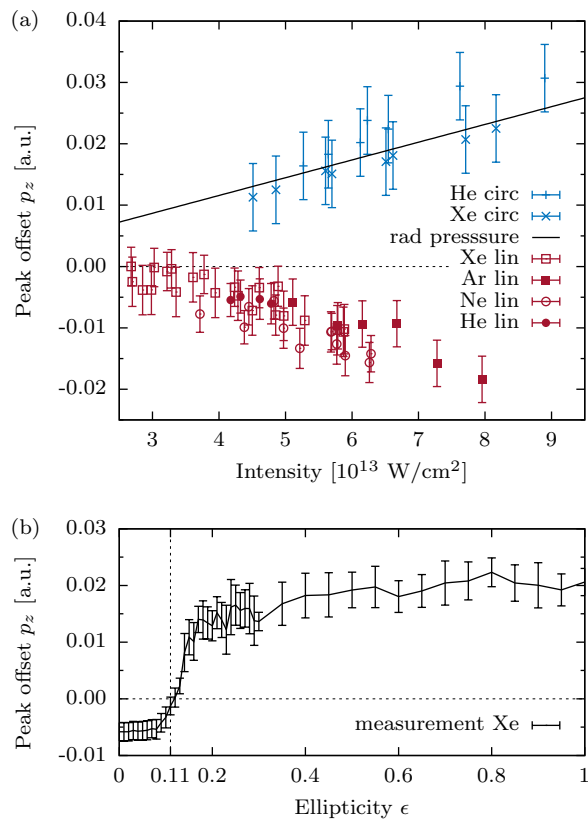 (a)
0.04
0.03
0.02
0.01
0.00
-0.01
-0.02
Peak offset p_z [a.u.]
He circ
Xe circ
rad presssure
Xe lin
Ar lin
Ne lin
He lin
3 4 5 6 7 8 9
Intensity [10^13 W/cm^2]
(b)
0.03
0.02
0.01
0.00
-0.01
Peak offset p_z [a.u.]
measurement Xe
0 0.11 0.2 0.4 0.6 0.8 1
Ellipticity ϵ